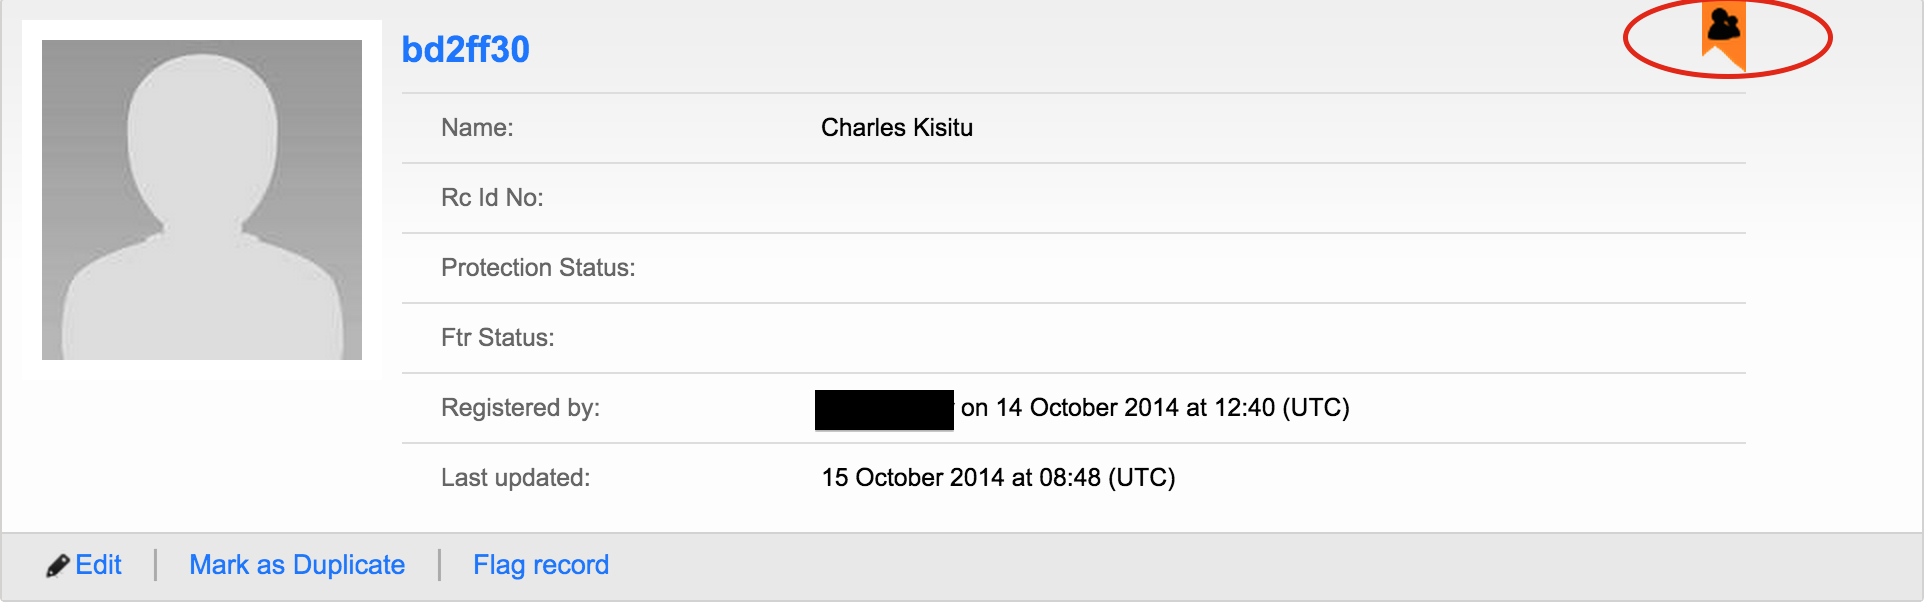 bd2ff30
Name: Charles Kisitu
Rc Id No:
Protection Status:
Ftr Status:
Registered by: on 14 October 2014 at 12:40 (UTC)
Last updated: 15 October 2014 at 08:48 (UTC)
Edit | Mark as Duplicate | Flag record